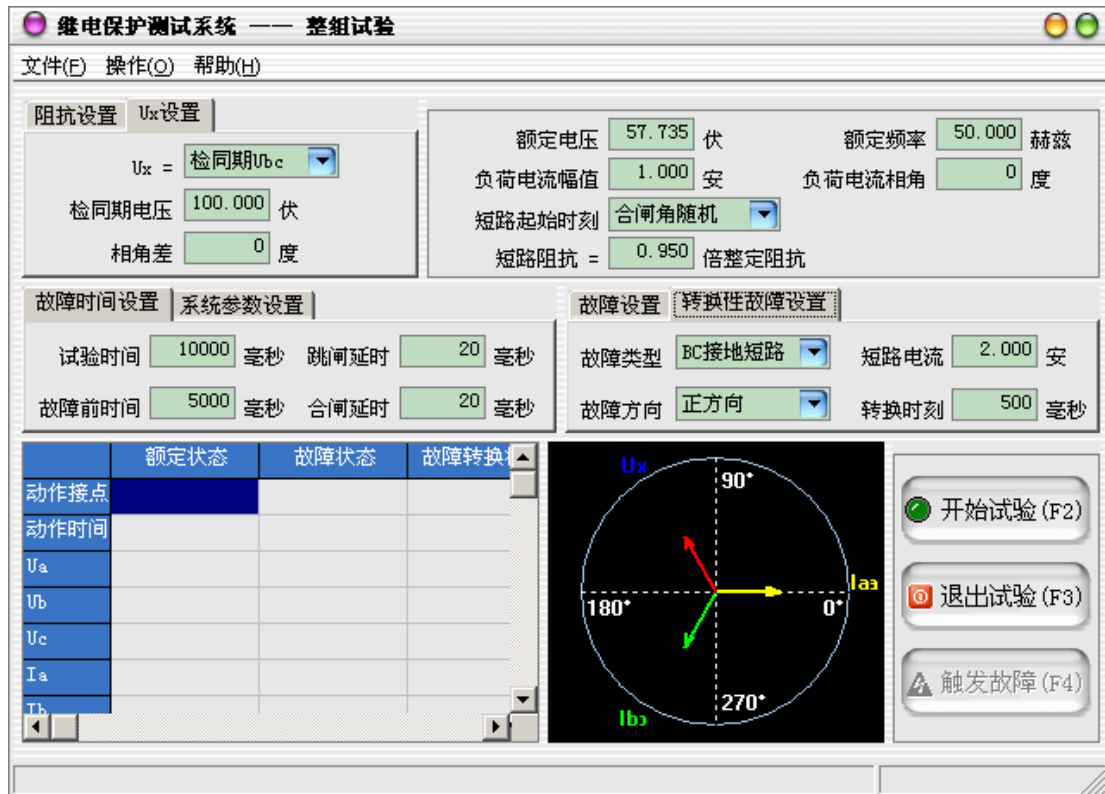 继电保护测试系统 —— 整组试验
文件(F) 操作(O) 帮助(H)
阻抗设置 Ux设置
Ux = 检同期Ubc
检同期电压 100.000 伏
相角差 0 度
额定电压 57.735 伏 额定频率 50.000 赫兹
负荷电流幅值 1.000 安 负荷电流相角 0 度
短路起始时刻 合闸角随机
短路阻抗 = 0.950 倍整定阻抗
故障时间设置 系统参数设置
试验时间 10000 毫秒 跳闸延时 20 毫秒
故障前时间 5000 毫秒 合闸延时 20 毫秒
故障设置 转换性故障设置
故障类型 BC接地短路 短路电流 2.000 安
故障方向 正方向 转换时刻 500 毫秒
额定状态 故障状态 故障转换
动作接点
动作时间
Ua
Ub
Uc
Ia
Ib
Ux
90°
180°
0°
270°
开始试验(F2)
退出试验(F3)
触发故障(F4)